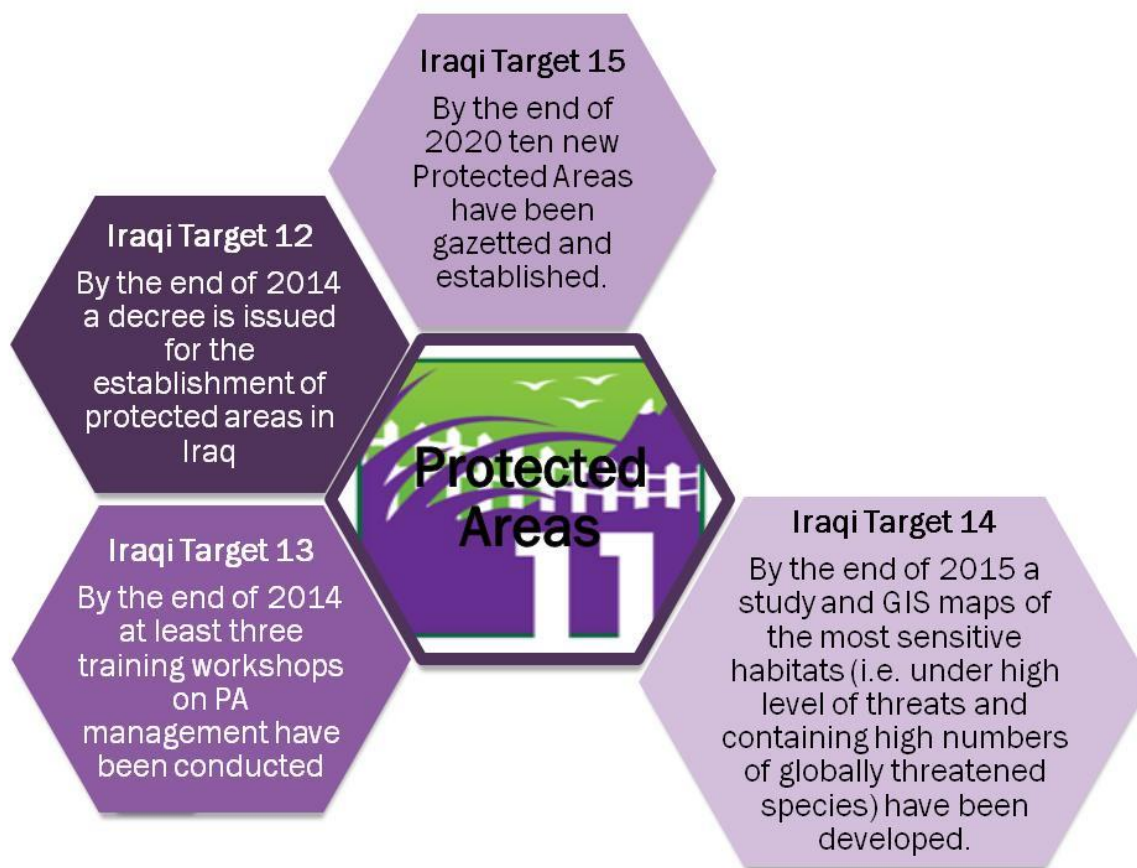 Iraqi Target 15
By the end of
2020 ten new
Protected Areas
have been
gazetted and
established.
Iraqi Target 12
By the end of 2014
a decree is issued
for the
establishment of
protected areas in
Iraq
Protected
Areas
11
Iraqi Target 13
By the end of 2014
at least three
training workshops
on PA
management have
been conducted
Iraqi Target 14
By the end of 2015 a
study and GIS maps of
the most sensitive
habitats (i.e. under high
level of threats and
containing high numbers
of globally threatened
species) have been
developed.